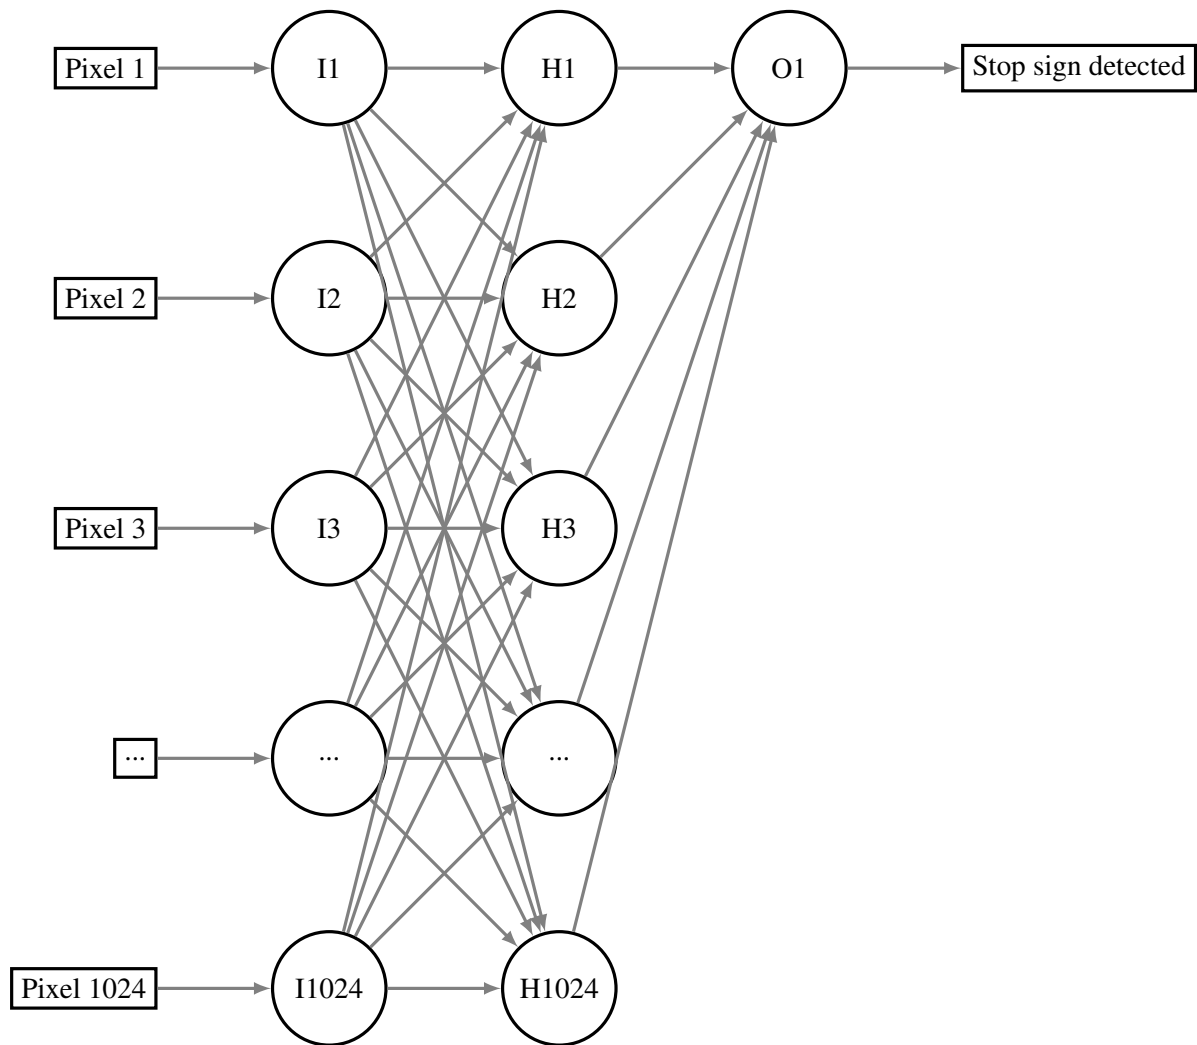 Pixel 1
I1
H1
O1
Stop sign detected
Pixel 2
I2
H2
Pixel 3
I3
H3
...
...
...
Pixel 1024
I1024
H1024